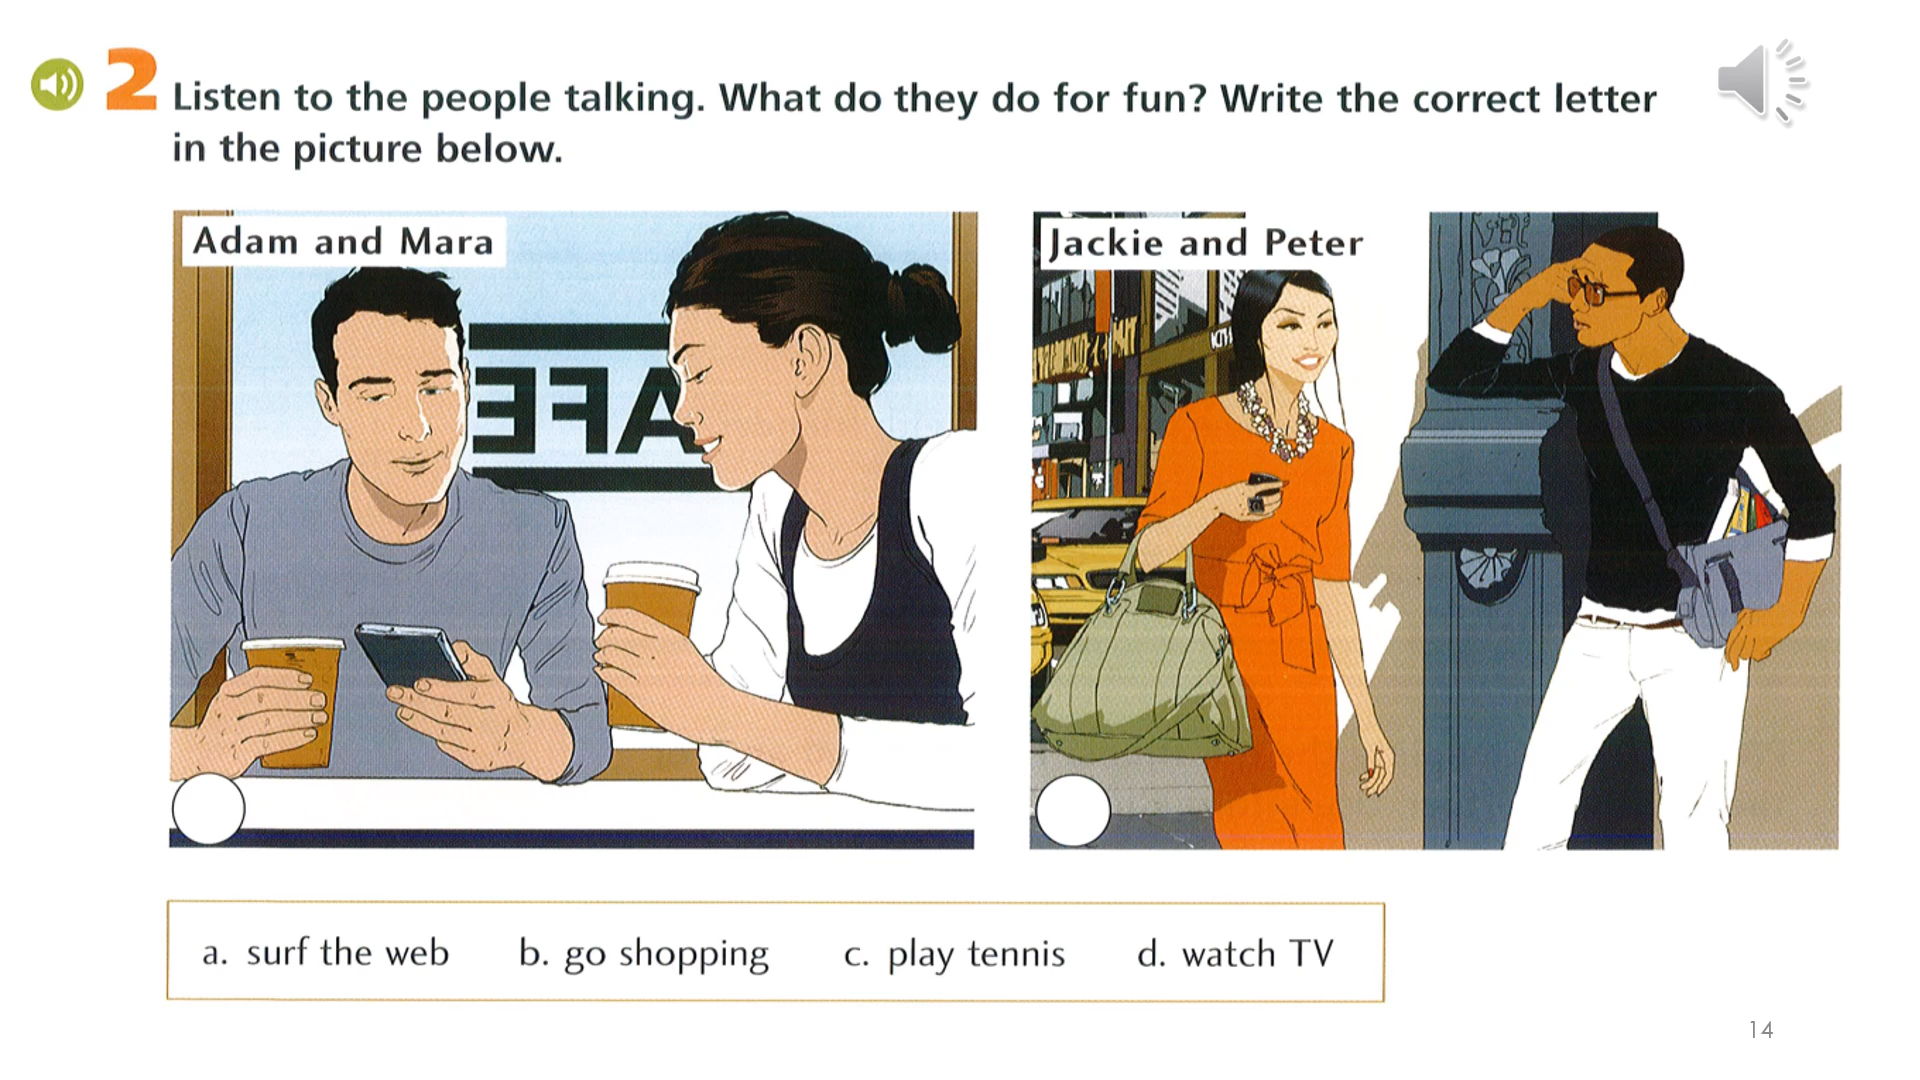 2
Listen to the people talking. What do they do for fun? Write the correct letter
in the picture below.
Adam and Mara
Jackie and Peter
AFE
a. surf the web b. go shopping c. play tennis d. watch TV
14